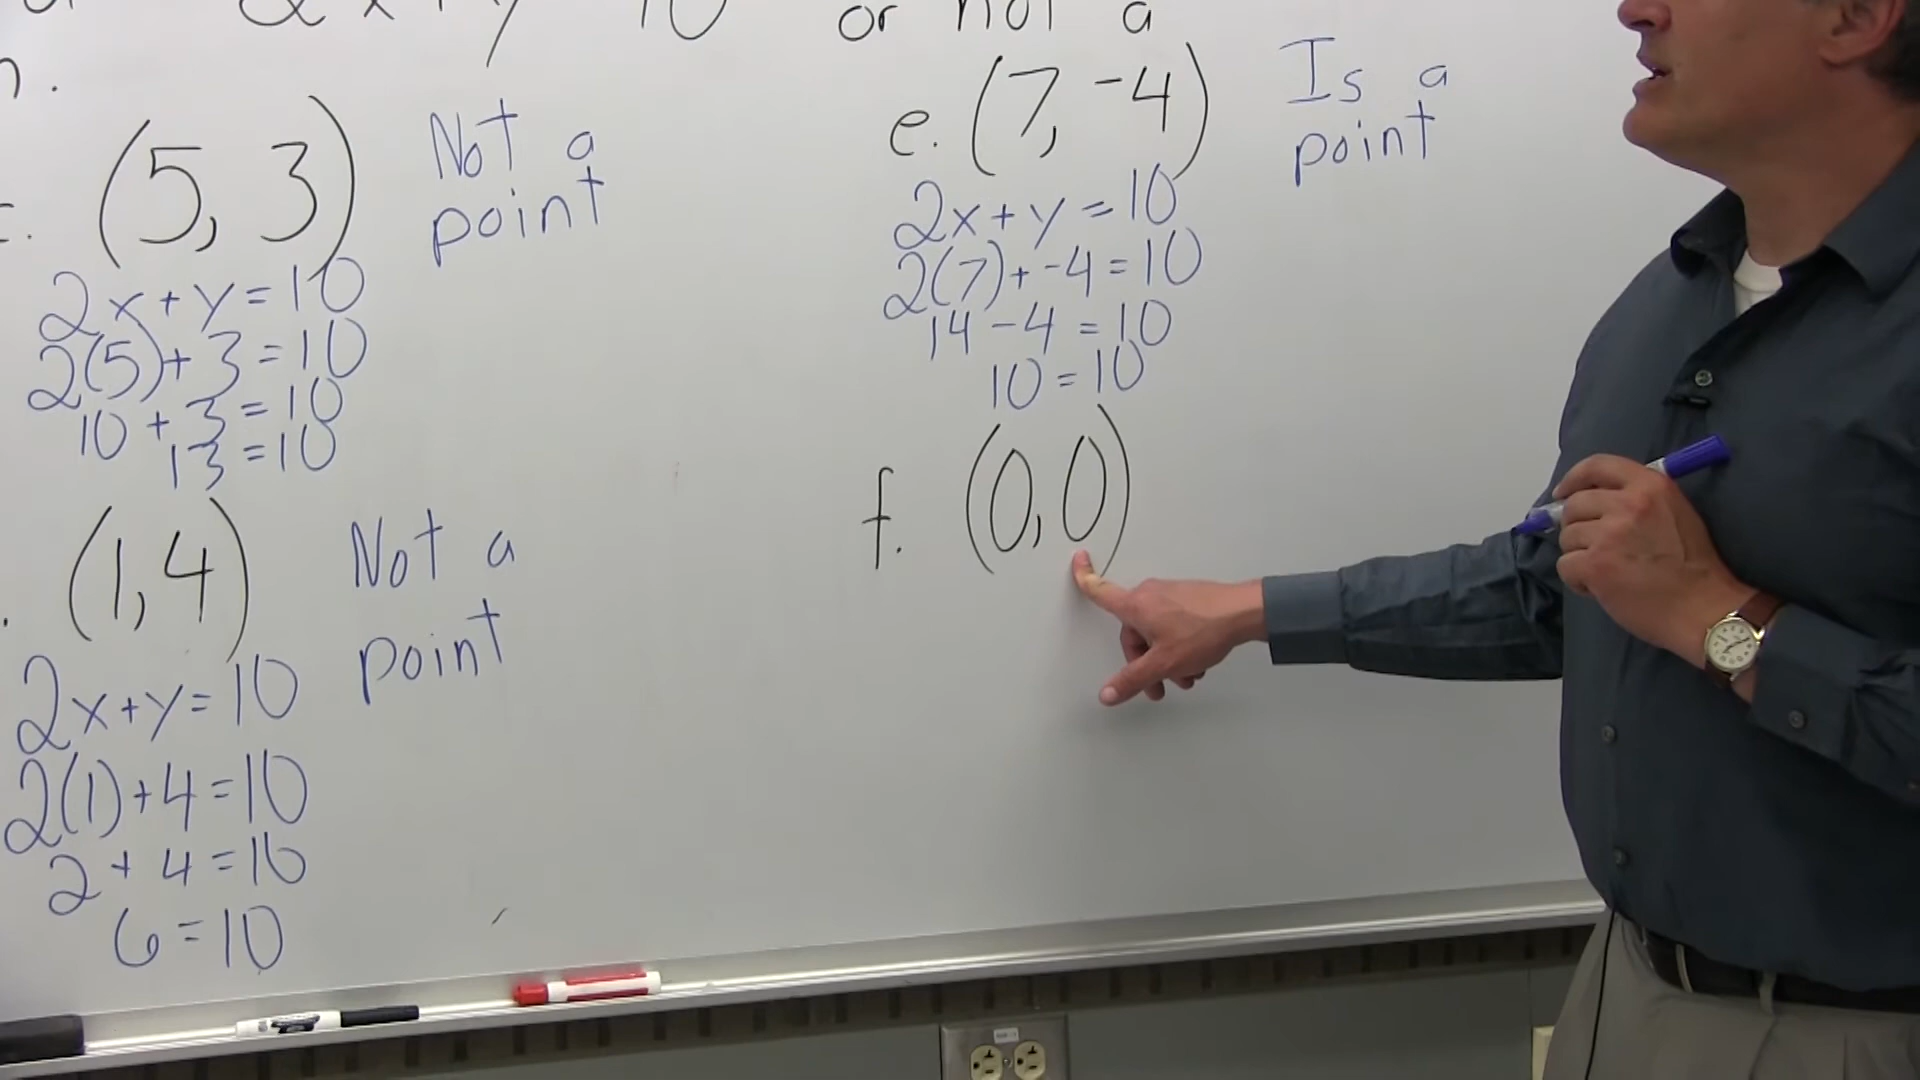 2x+y 10 or not a
(5, 3) Not a
point
2x+y=10
2(5)+3=10
10+3=10
13=10
(1,4) Not a
point
2x+y=10
2(1)+4=10
2+4=10
6=10
e. (7, -4) Is a
point
2x+y=10
2(7)+-4=10
14-4=10
10=10
f. (0,0)